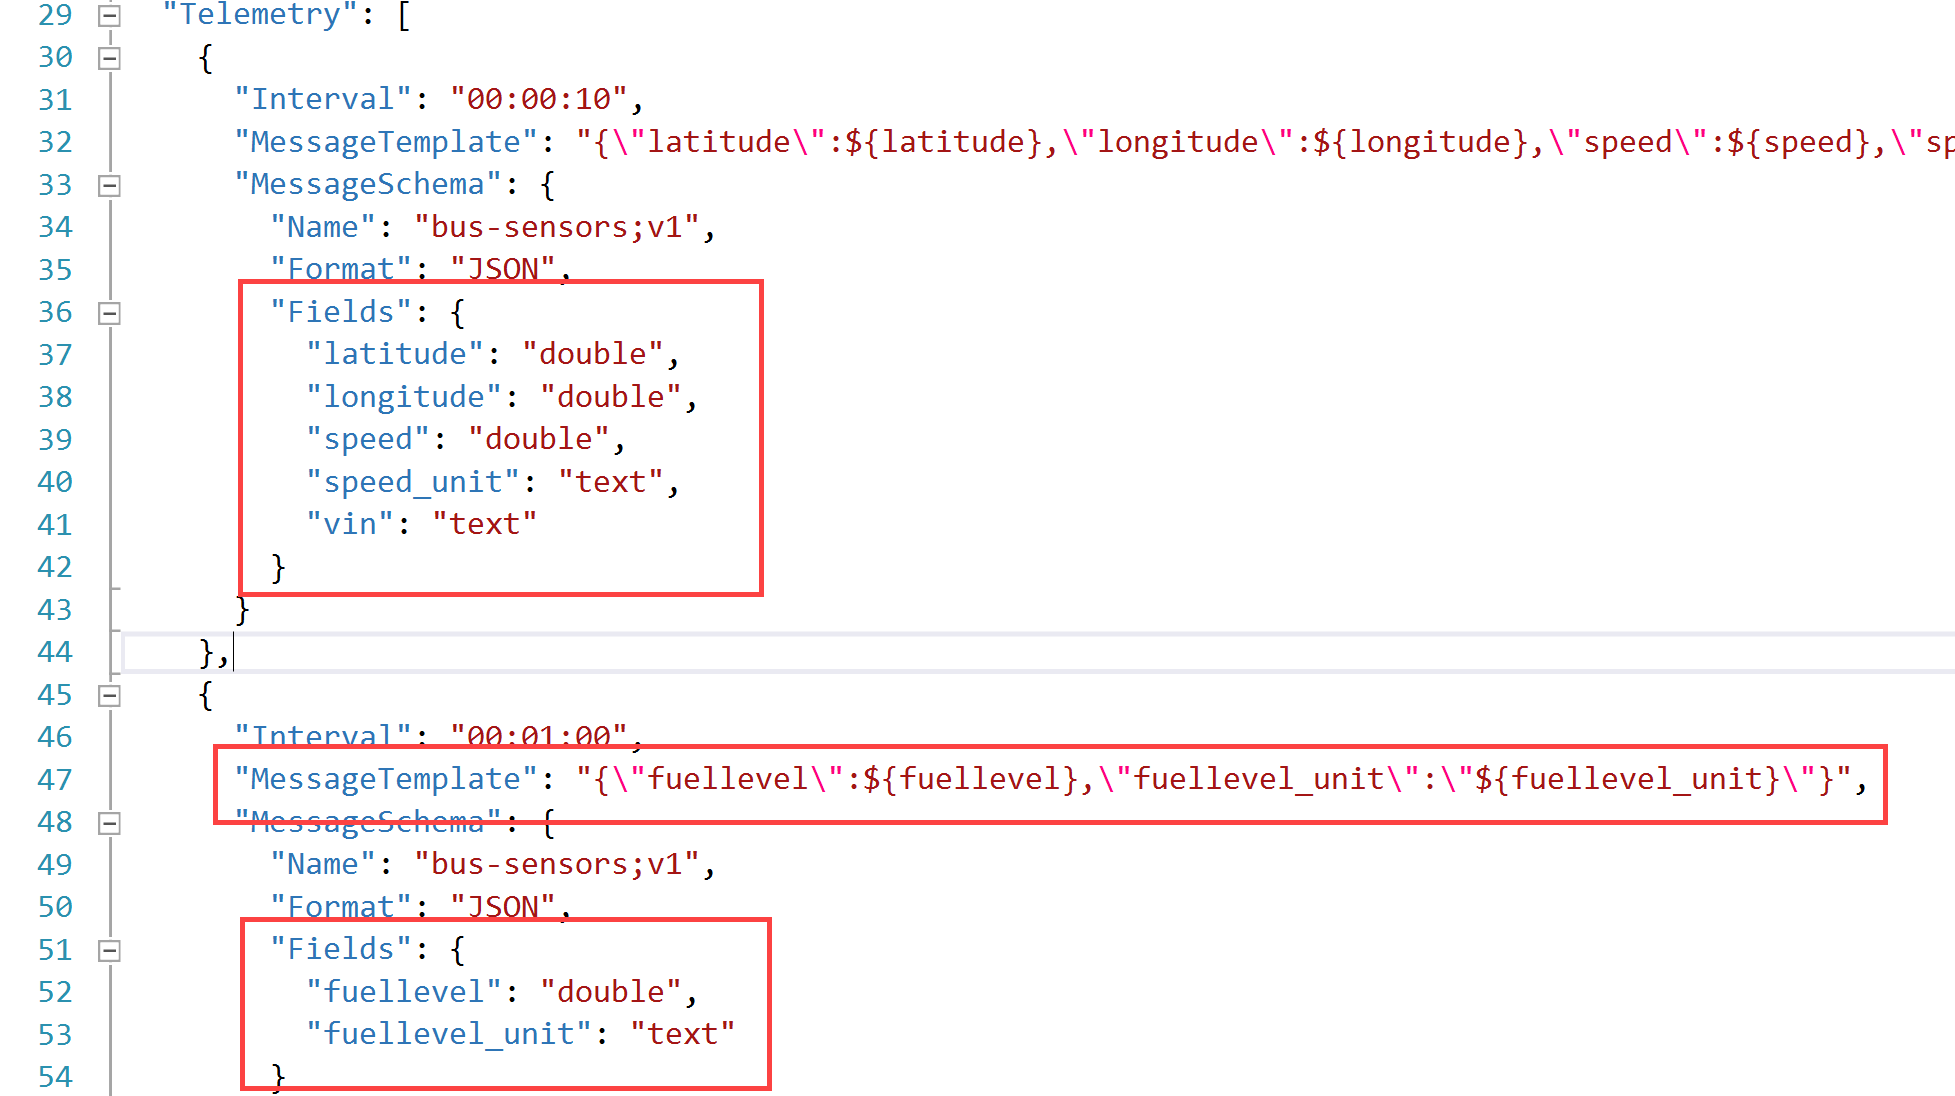 29 "Telemetry": [
30 {
31 "Interval": "00:00:10",
32 "MessageTemplate": "{\"latitude\":${latitude},\"longitude\":${longitude},\"speed\":${speed},\"sp
33 "MessageSchema": {
34 "Name": "bus-sensors;v1",
35 "Format": "JSON",
36 "Fields": {
37 "latitude": "double",
38 "longitude": "double",
39 "speed": "double",
40 "speed_unit": "text",
41 "vin": "text"
42 }
43 }
44 },
45 {
46 "Interval": "00:01:00",
47 "MessageTemplate": "{\"fuellevel\":${fuellevel},\"fuellevel_unit\":\"${fuellevel_unit}\"}",
48 "MessageSchema": {
49 "Name": "bus-sensors;v1",
50 "Format": "JSON",
51 "Fields": {
52 "fuellevel": "double",
53 "fuellevel_unit": "text"
54 }